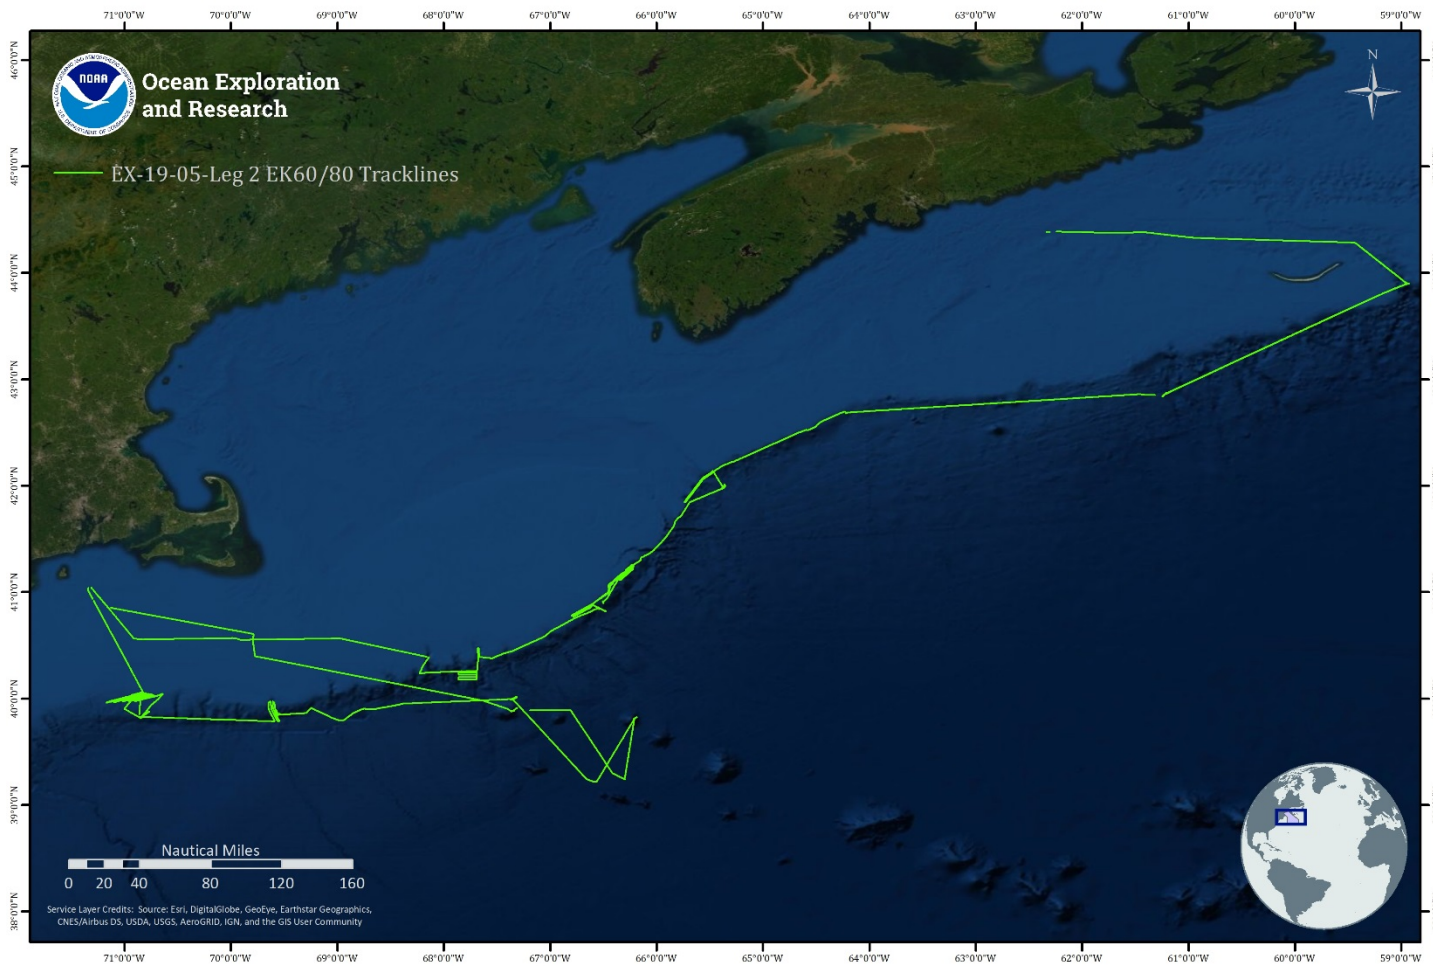 71°0'0"W 70°0'0"W 69°0'0"W 68°0'0"W 67°0'0"W 66°0'0"W 65°0'0"W 64°0'0"W 63°0'0"W 62°0'0"W 61°0'0"W 60°0'0"W 59°0'0"W
46°0'0"N
45°0'0"N
44°0'0"N
43°0'0"N
42°0'0"N
41°0'0"N
40°0'0"N
39°0'0"N
38°0'0"N
NOAA
Ocean Exploration
and Research
N
EX-19-05-Leg 2 EK60/80 Tracklines
Nautical Miles
0 20 40 80 120 160
Service Layer Credits: Source: Esri, DigitalGlobe, GeoEye, Earthstar Geographics,
CNES/Airbus DS, USDA, USGS, AeroGRID, IGN, and the GIS User Community
71°0'0"W 70°0'0"W 69°0'0"W 68°0'0"W 67°0'0"W 66°0'0"W 65°0'0"W 64°0'0"W 63°0'0"W 62°0'0"W 61°0'0"W 60°0'0"W 59°0'0"W